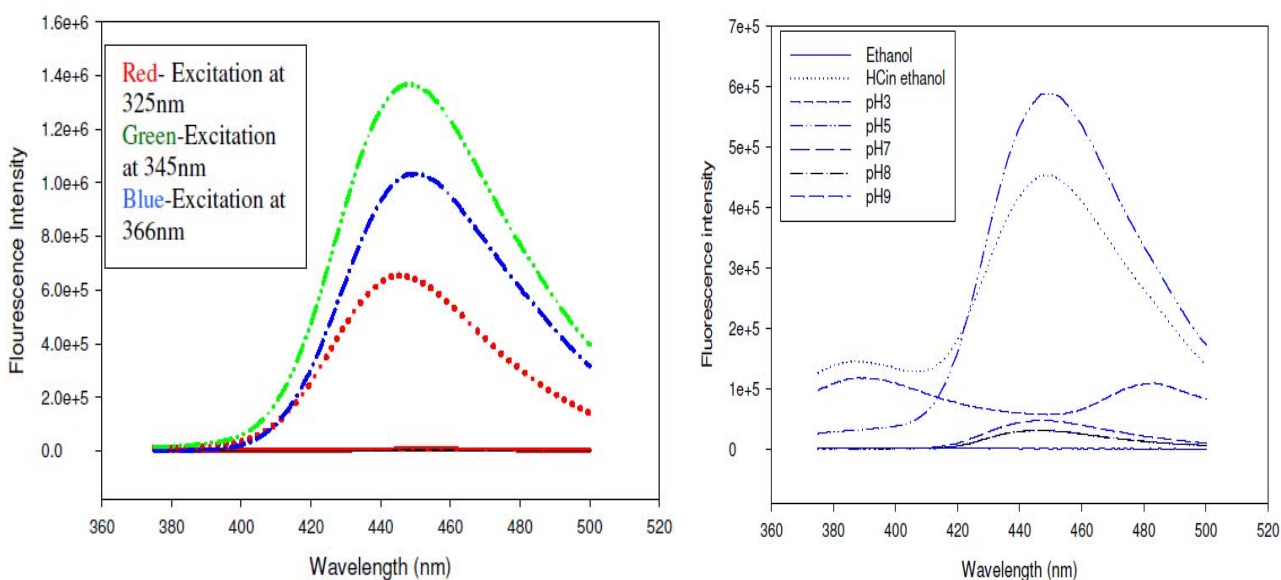 1.6e+6
1.4e+6
1.2e+6
1.0e+6
8.0e+5
6.0e+5
4.0e+5
2.0e+5
0.0
Flourescence Intensity
Red- Excitation at
325nm
Green-Excitation
at 345nm
Blue-Excitation at
366nm
360 380 400 420 440 460 480 500 520
Wavelength (nm)
7e+5
6e+5
5e+5
4e+5
3e+5
2e+5
1e+5
0
Fluorescence intensity
Ethanol
HCin ethanol
pH3
pH5
pH7
pH8
pH9
360 380 400 420 440 460 480 500 520
Wavelength (nm)